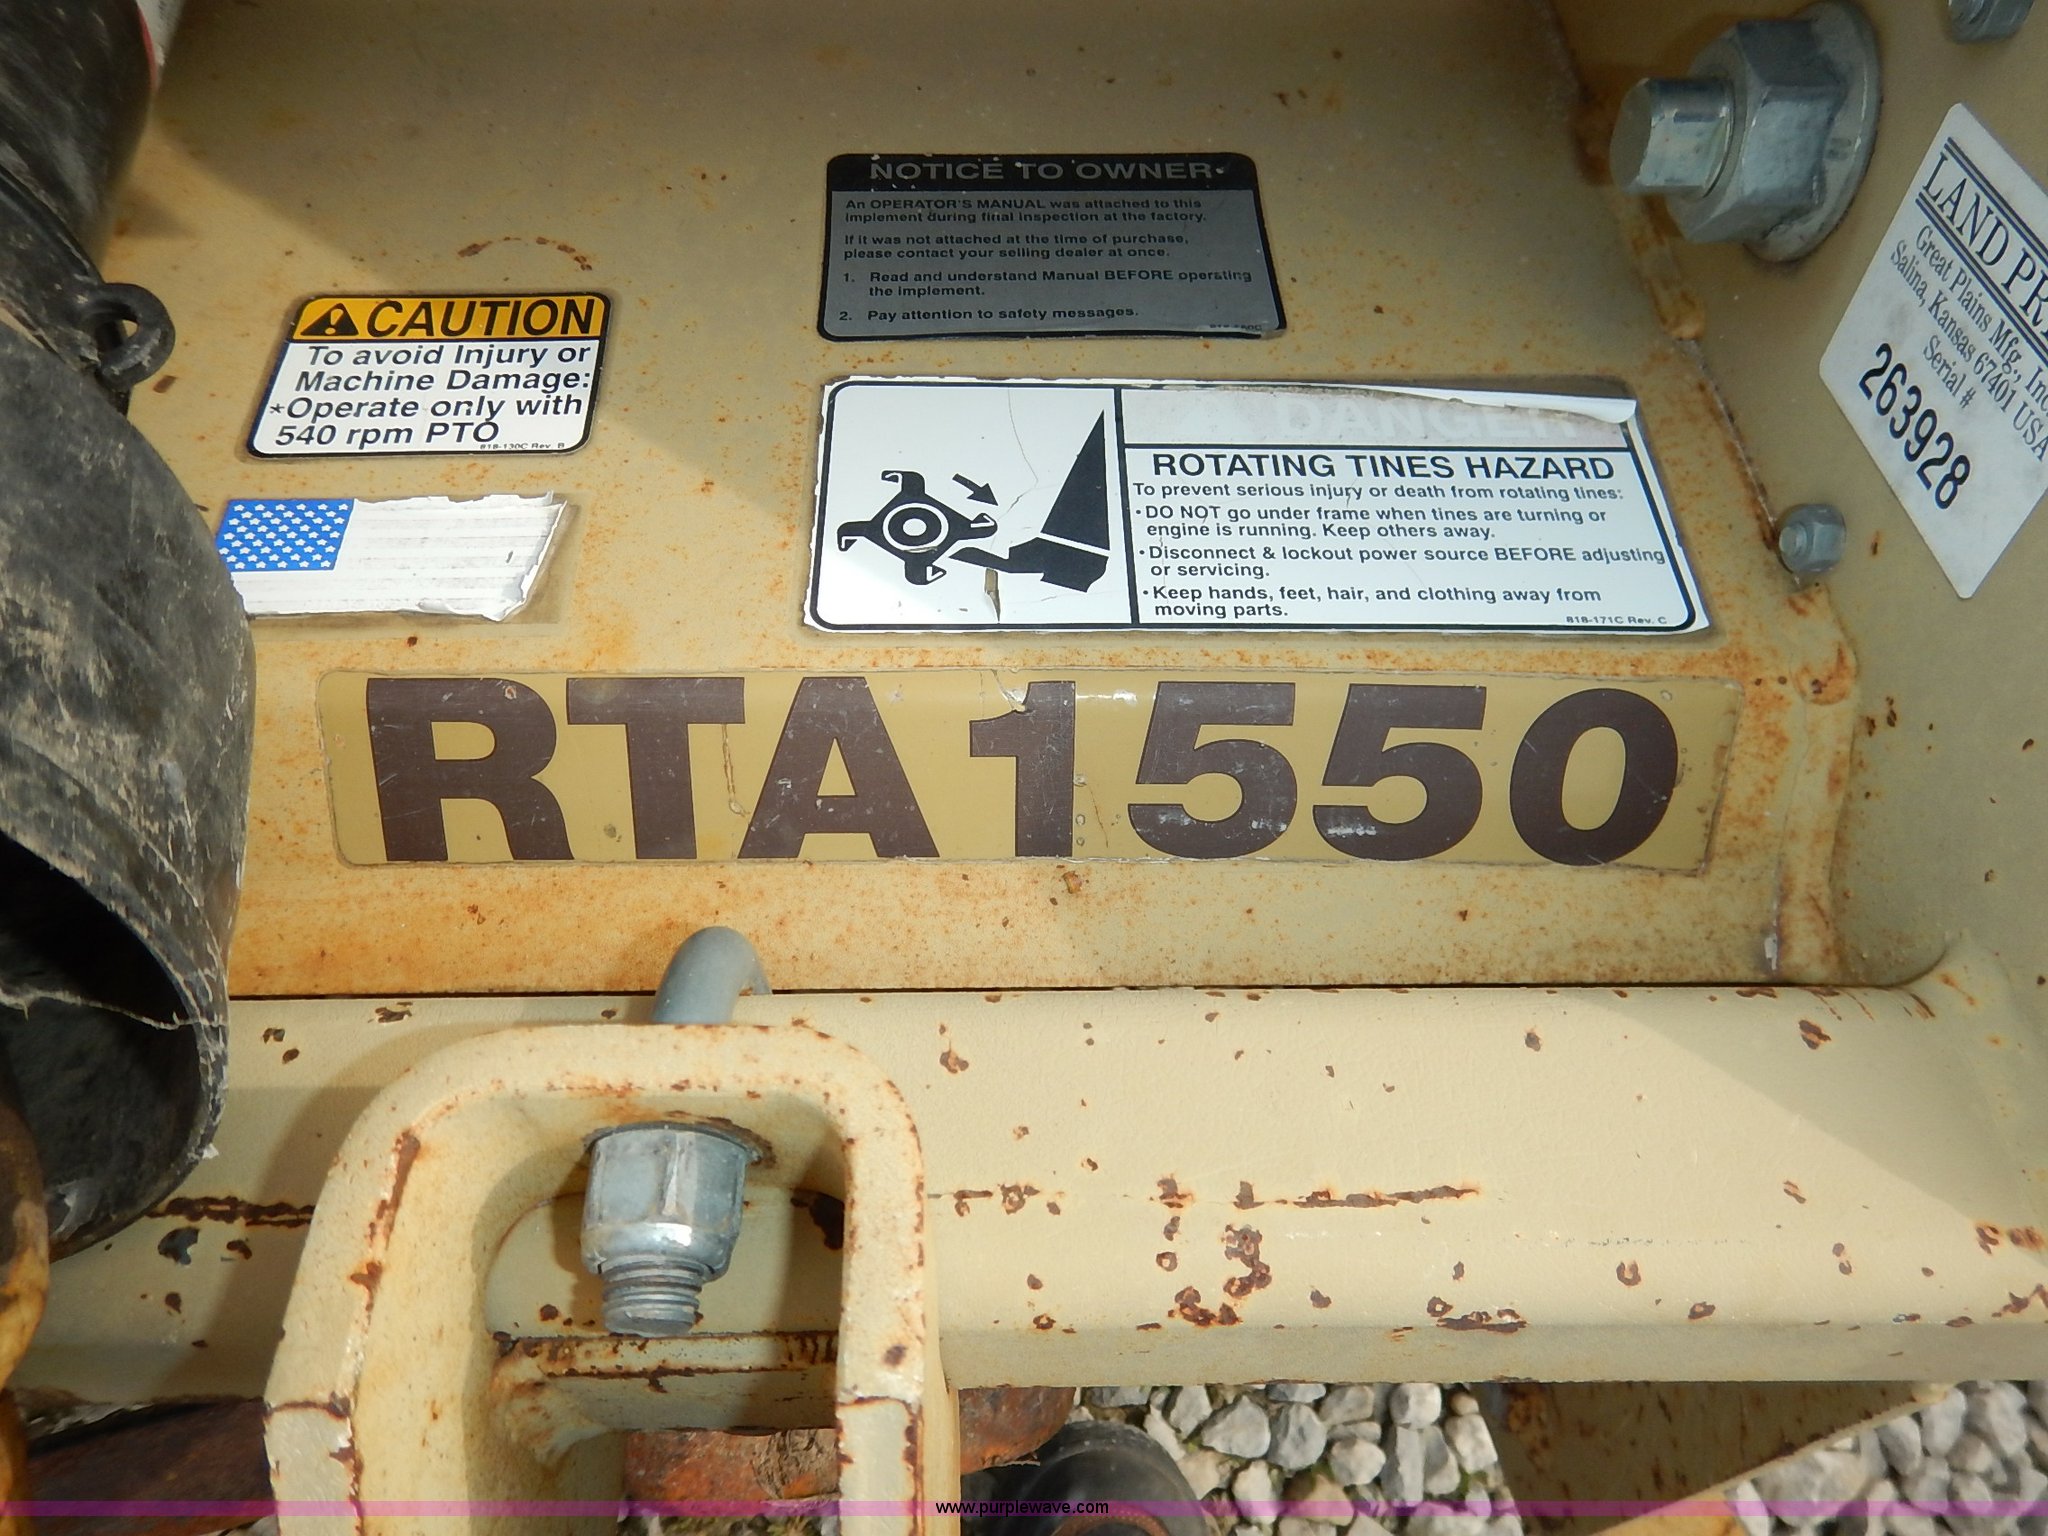 NOTICE TO OWNER
An OPERATOR'S MANUAL was attached to this
implement during final inspection at the factory.
If it was not attached at the time of purchase,
please contact your selling dealer at once.
1. Read and understand Manual BEFORE operating
the implement.
2. Pay attention to safety messages.
CAUTION
To avoid Injury or
Machine Damage:
*Operate only with
540 rpm PTO
818-130C Rev. B
DANGER
ROTATING TINES HAZARD
To prevent serious injury or death from rotating tines:
• DO NOT go under frame when tines are turning or
engine is running. Keep others away.
• Disconnect & lockout power source BEFORE adjusting
or servicing.
• Keep hands, feet, hair, and clothing away from
moving parts.
818-171C Rev. C
LAND PR
Great Plains Mfg., Inc.
Salina, Kansas 67401 USA
Serial #
263928
RTA1550
www.purplewave.com